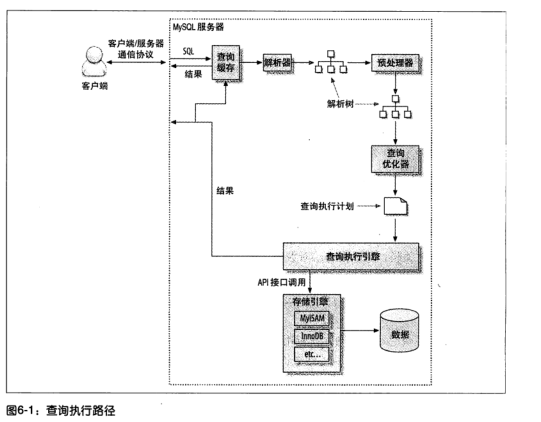 MySQL 服务器
客户端/服务器
通信协议
SQL
结果
客户端
查询
缓存
解析器
预处理器
解析树
查询
优化器
结果
查询执行计划
查询执行引擎
API 接口调用
存储引擎
MyISAM
InnoDB
etc...
数据
图6-1：查询执行路径